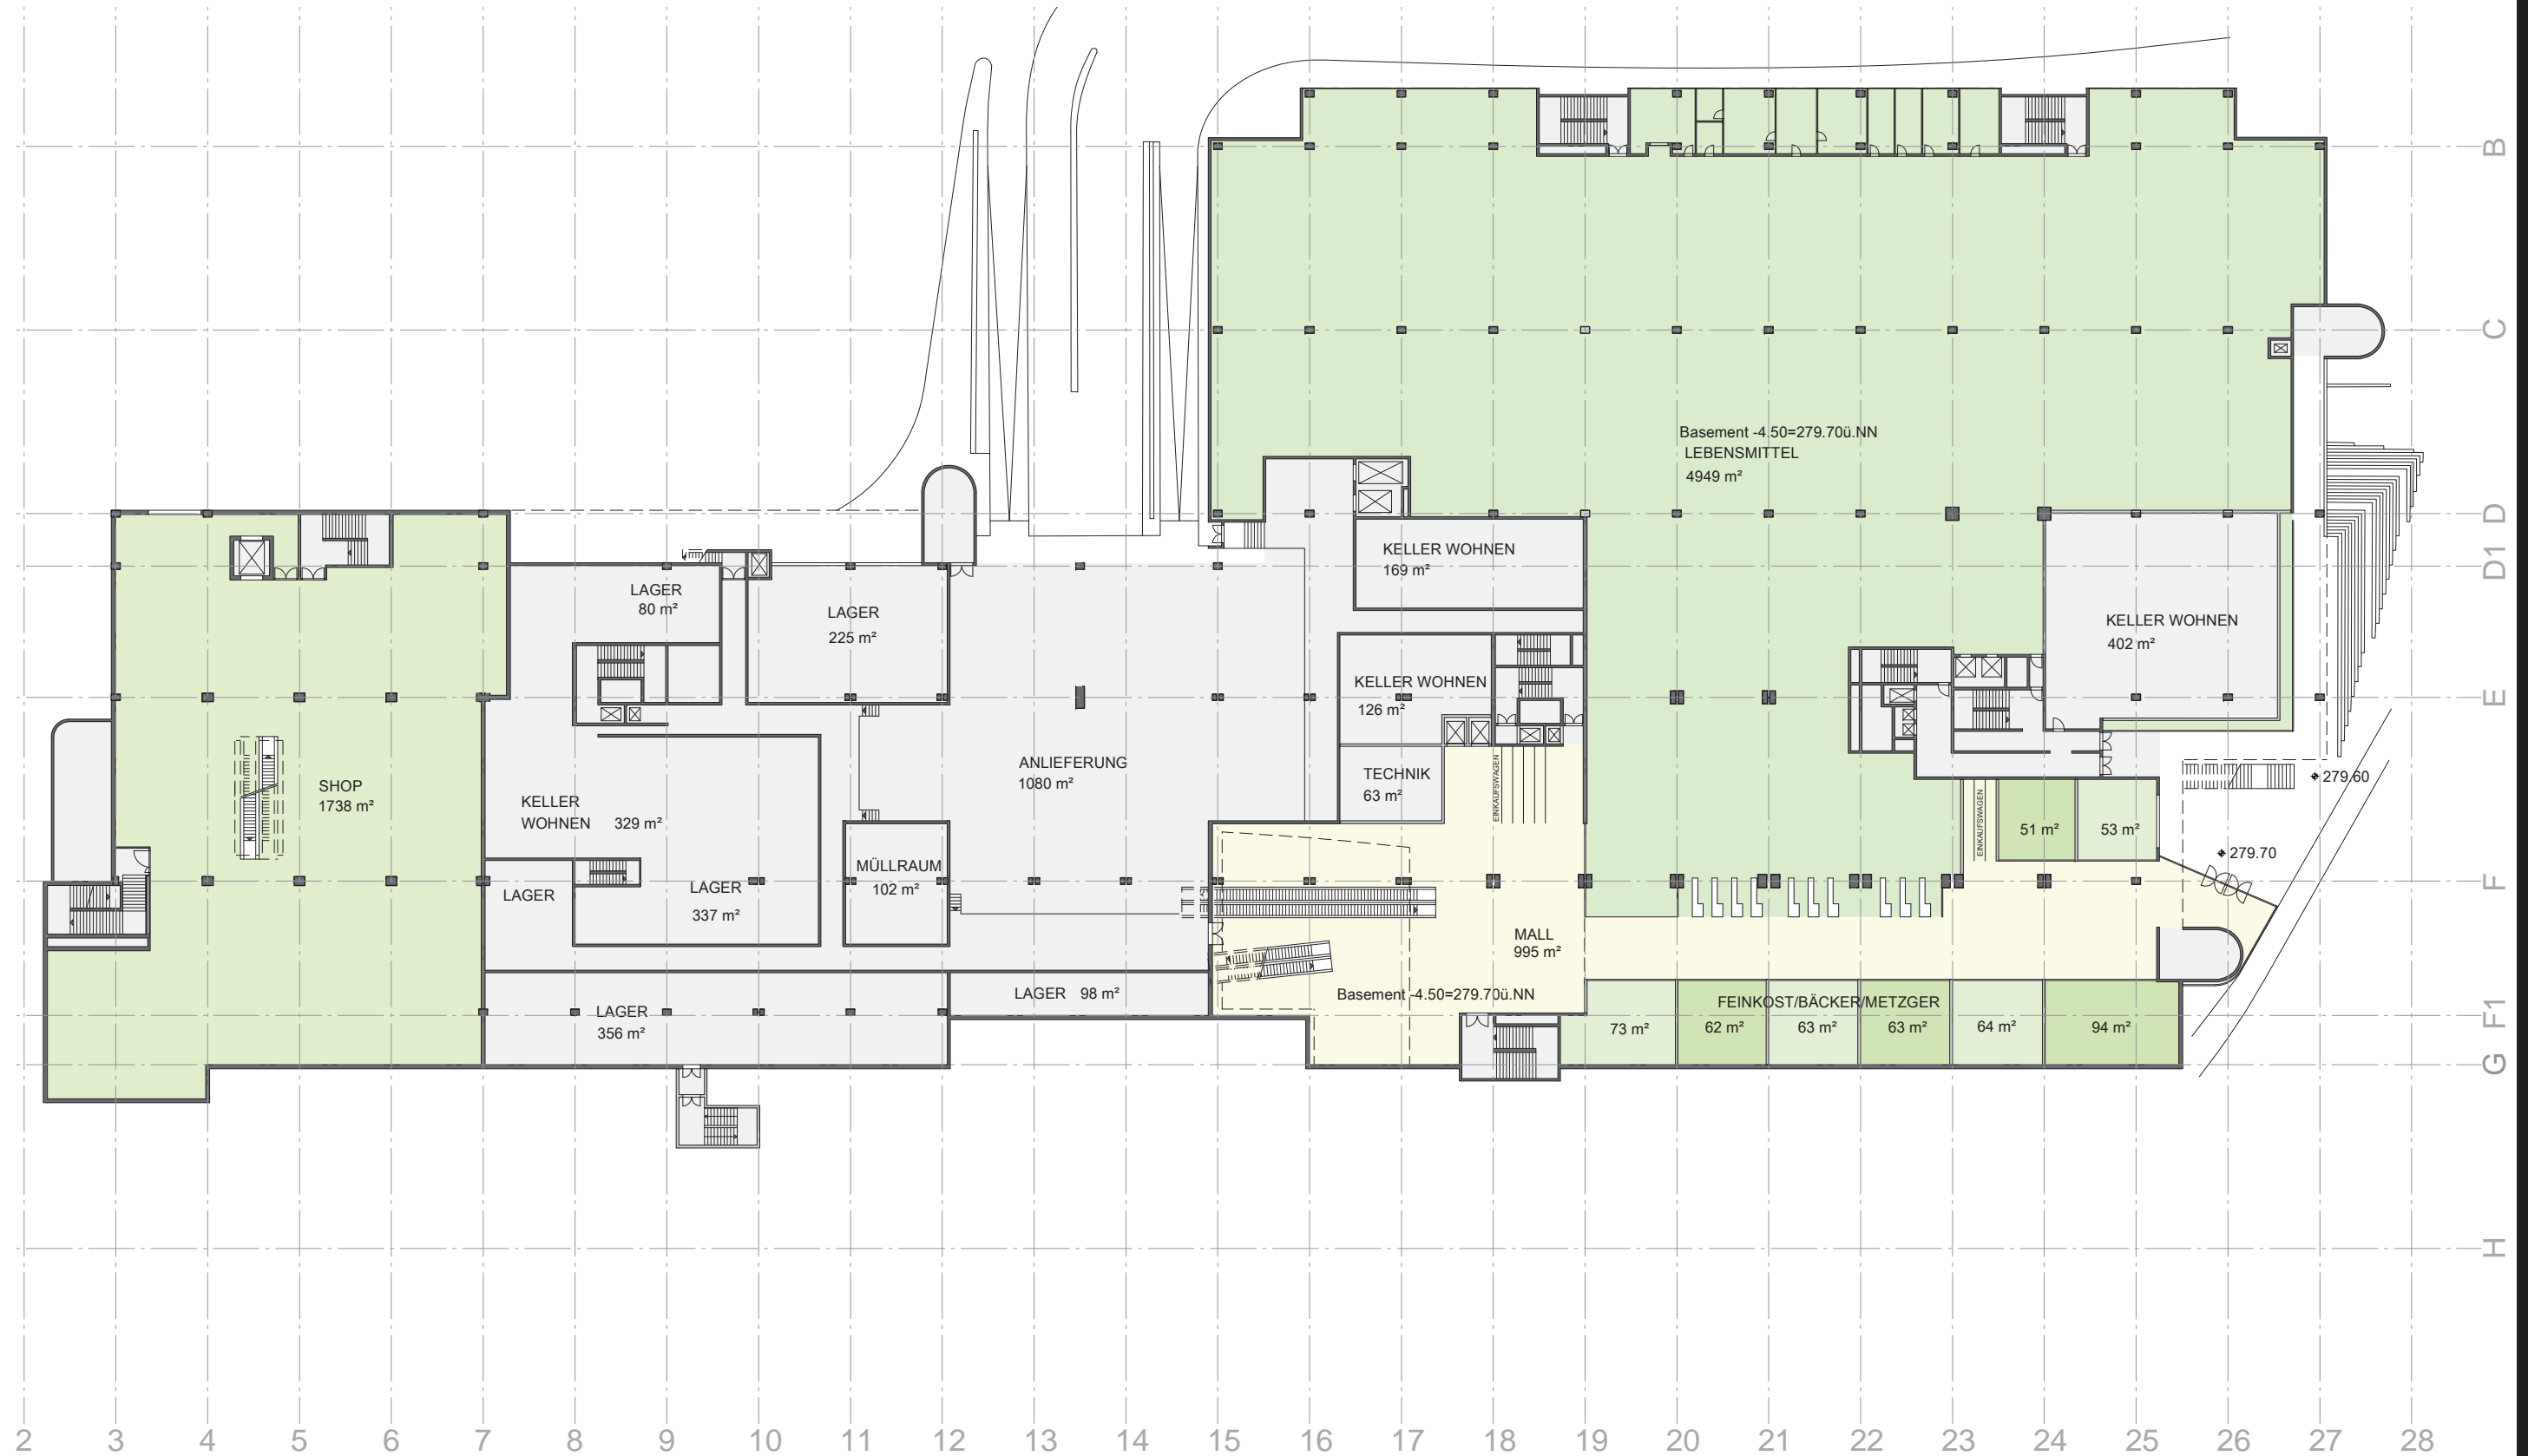 B
C
Basement -4.50=279.70ü.NN
LEBENSMITTEL
4949 m²
D
KELLER WOHNEN
169 m²
D1
LAGER
80 m²
LAGER
225 m²
KELLER WOHNEN
402 m²
KELLER WOHNEN
126 m²
E
ANLIEFERUNG
1080 m²
TECHNIK
63 m²
EINKAUFSWAGEN
279.60
SHOP
1738 m²
KELLER
WOHNEN 329 m²
EINKAUFSWAGEN
51 m²
53 m²
279.70
MÜLLRAUM
102 m²
LAGER
LAGER
337 m²
F
MALL
995 m²
LAGER 98 m²
Basement -4.50=279.70ü.NN
FEINKOST/BÄCKER/METZGER
LAGER
356 m²
73 m²
62 m²
63 m²
63 m²
64 m²
94 m²
F1
G
H
2 3 4 5 6 7 8 9 10 11 12 13 14 15 16 17 18 19 20 21 22 23 24 25 26 27 28